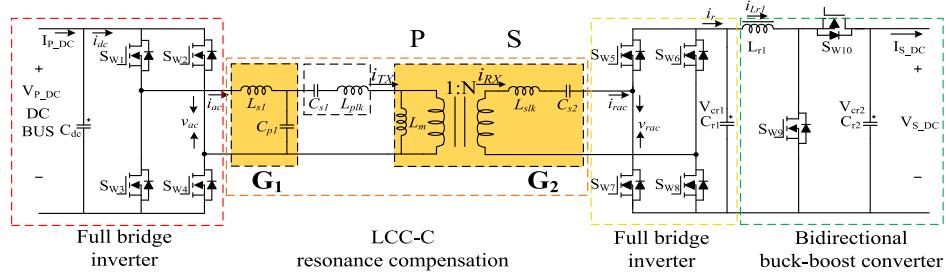 I_P_DC i_dc P S i_r i_Lr1 I_S_DC
S_W1 S_W2 S_W5 S_W6 L_r1 S_W10
+ i_TX 1:N i_RX +
V_P_DC DC BUS C_dc
i_ac L_s1 C_s1 L_plk L_slk C_s2 i_rac
v_ac C_p1 L_m v_rac V_cr1 C_r1 S_W9 V_cr2 C_r2 V_S_DC
− S_W3 S_W4 G_1 G_2 S_W7 S_W8 −
Full bridge inverter
LCC-C resonance compensation
Full bridge inverter
Bidirectional buck-boost converter